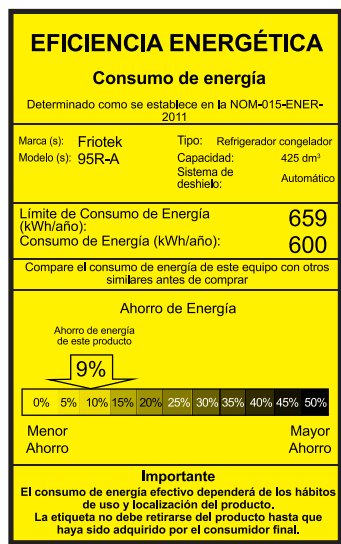 EFICIENCIA ENERGÉTICA
Consumo de energía
Determinado como se establece en la NOM-015-ENER-
2011
Marca (s): Friotek
Modelo (s): 95R-A
Tipo: Refrigerador congelador
Capacidad: 425 dm³
Sistema de
deshielo: Automático
Límite de Consumo de Energía
(kWh/año): 659
Consumo de Energía (kWh/año): 600
Compare el consumo de energía de este equipo con otros
similares antes de comprar
Ahorro de Energía
Ahorro de energía
de este producto
9%
0% 5% 10% 15% 20% 25% 30% 35% 40% 45% 50%
Menor
Ahorro
Mayor
Ahorro
Importante
El consumo de energía efectivo dependerá de los hábitos
de uso y localización del producto.
La etiqueta no debe retirarse del producto hasta que
haya sido adquirido por el consumidor final.